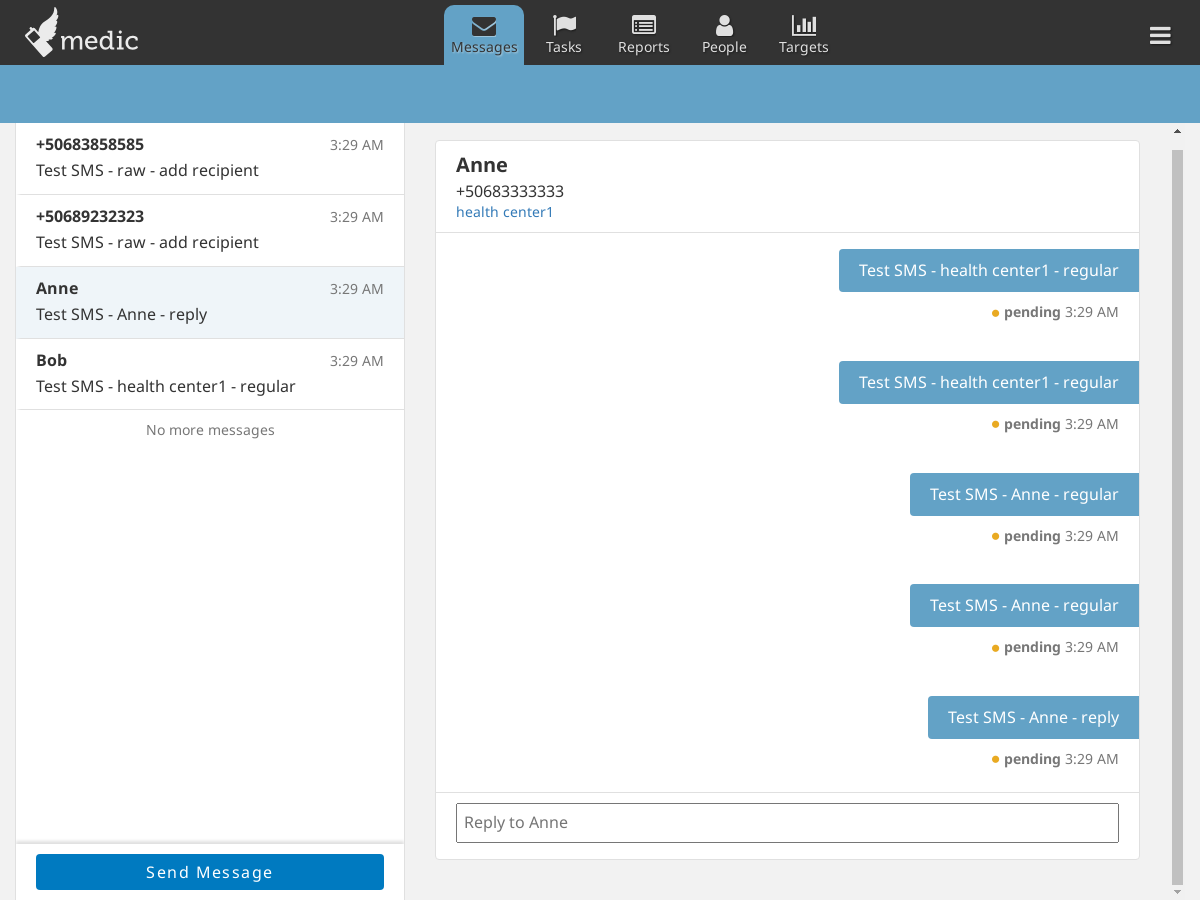 medic
Messages
Tasks
Reports
People
Targets
+50683858585 3:29 AM
Test SMS - raw - add recipient
+50689232323 3:29 AM
Test SMS - raw - add recipient
Anne 3:29 AM
Test SMS - Anne - reply
Bob 3:29 AM
Test SMS - health center1 - regular
No more messages
Send Message
Anne
+50683333333
health center1
Test SMS - health center1 - regular
pending 3:29 AM
Test SMS - health center1 - regular
pending 3:29 AM
Test SMS - Anne - regular
pending 3:29 AM
Test SMS - Anne - regular
pending 3:29 AM
Test SMS - Anne - reply
pending 3:29 AM
Reply to Anne